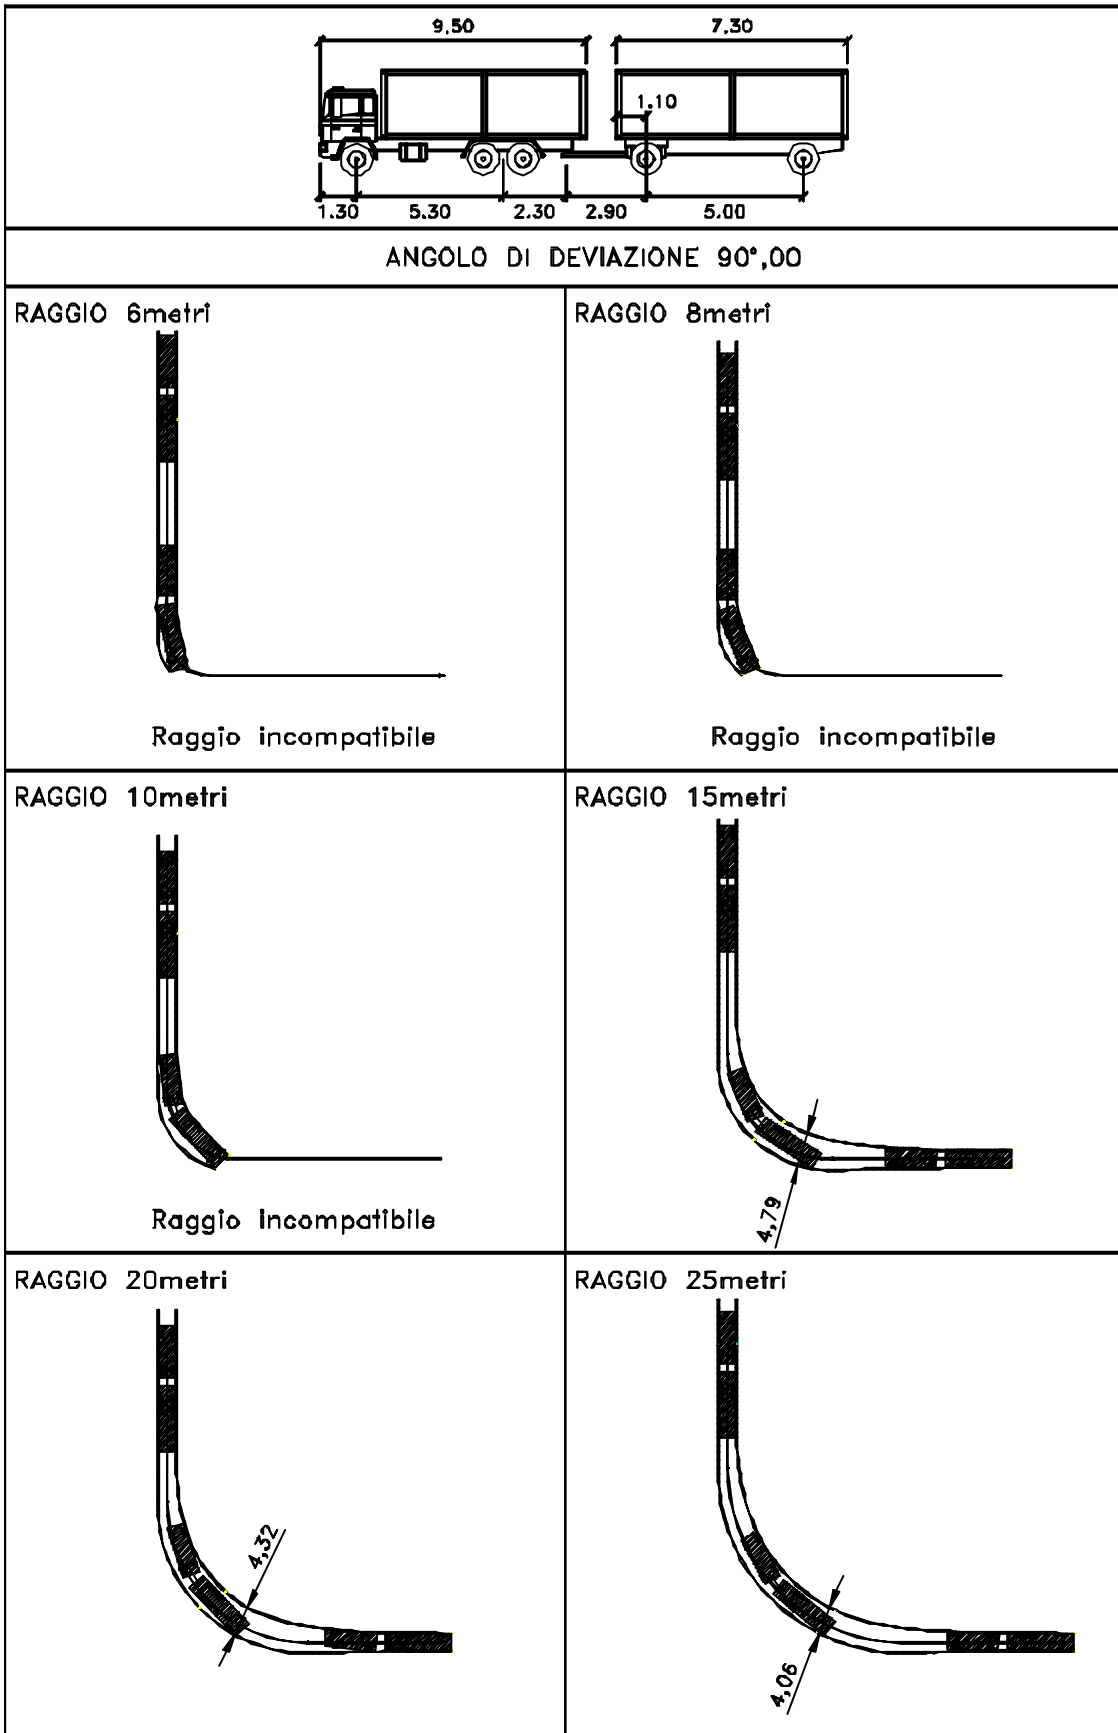 9.50
7.30
1.10
1.30
5.30
2.30
2.90
5.00
ANGOLO DI DEVIAZIONE 90°,00
RAGGIO 6metri
RAGGIO 8metri
Raggio incompatibile
Raggio incompatibile
RAGGIO 10metri
RAGGIO 15metri
Raggio incompatibile
4,79
RAGGIO 20metri
RAGGIO 25metri
4,32
4,06